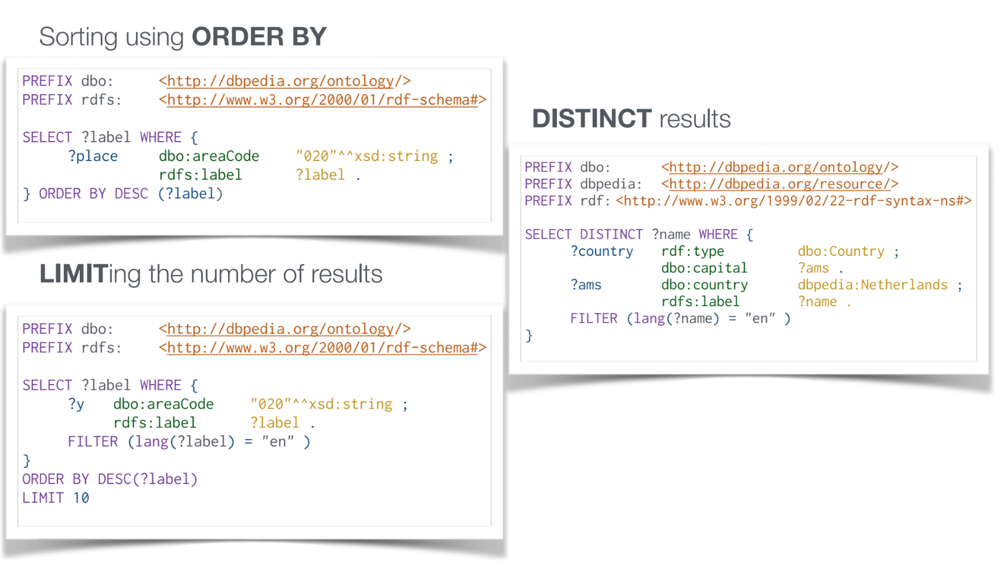 Sorting using ORDER BY
PREFIX dbo: <http://dbpedia.org/ontology/>
PREFIX rdfs: <http://www.w3.org/2000/01/rdf-schema#>
SELECT ?label WHERE {
?place dbo:areaCode "020"^^xsd:string ;
rdfs:label ?label .
} ORDER BY DESC (?label)
LIMITing the number of results
PREFIX dbo: <http://dbpedia.org/ontology/>
PREFIX rdfs: <http://www.w3.org/2000/01/rdf-schema#>
SELECT ?label WHERE {
?y dbo:areaCode "020"^^xsd:string ;
rdfs:label ?label .
FILTER (lang(?label) = "en" )
}
ORDER BY DESC(?label)
LIMIT 10
DISTINCT results
PREFIX dbo: <http://dbpedia.org/ontology/>
PREFIX dbpedia: <http://dbpedia.org/resource/>
PREFIX rdf: <http://www.w3.org/1999/02/22-rdf-syntax-ns#>
SELECT DISTINCT ?name WHERE {
?country rdf:type dbo:Country ;
dbo:capital ?ams .
?ams dbo:country dbpedia:Netherlands ;
rdfs:label ?name .
FILTER (lang(?name) = "en" )
}